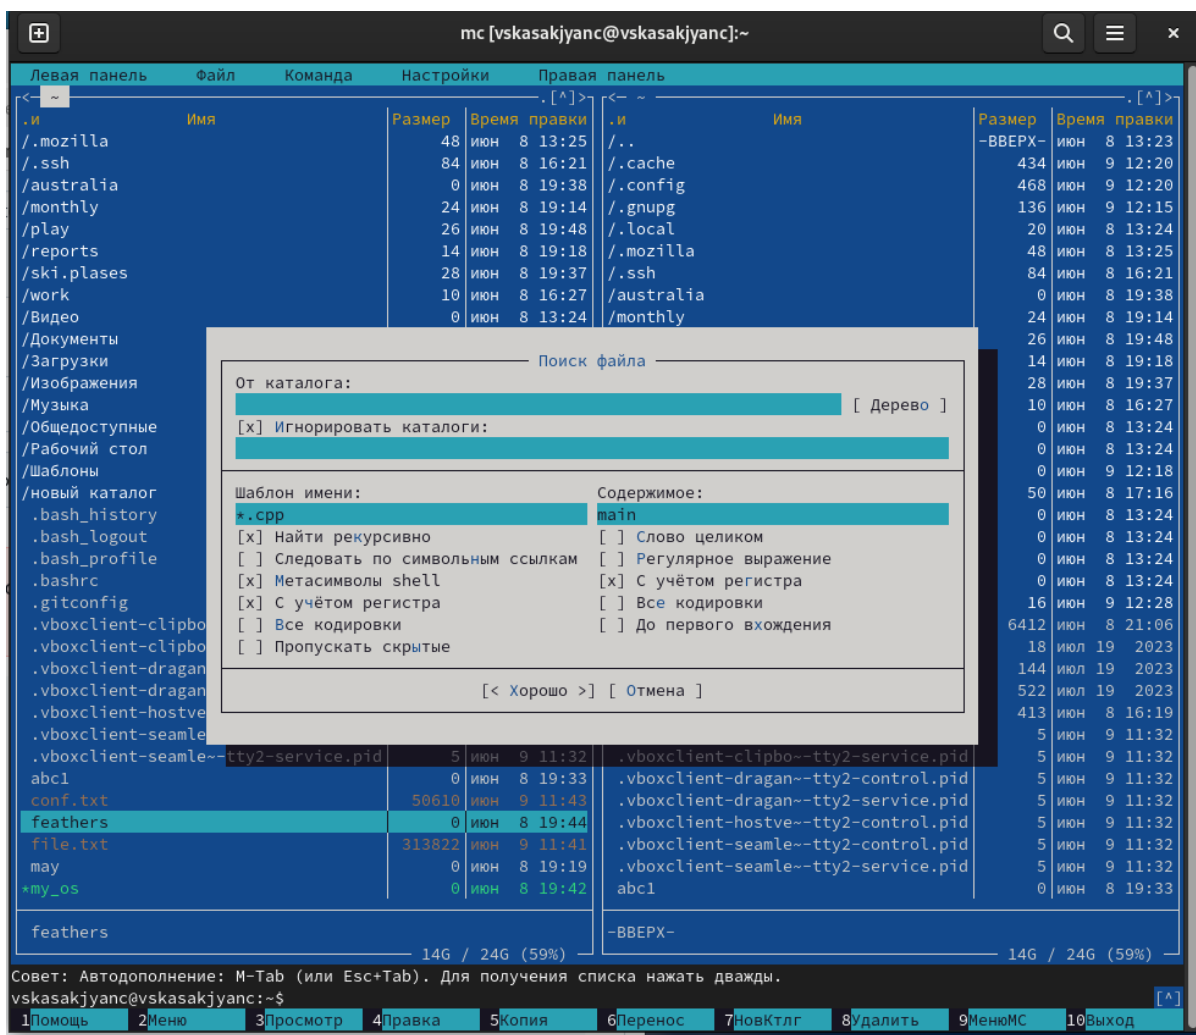 mc [vskasakjyanc@vskasakjyanc]:~
Левая панель Файл Команда Настройки Правая панель
<— ~ .[^]> <— ~ .[^]>
.и Имя Размер Время правки .и Имя Размер Время правки
/.mozilla 48 июн 8 13:25 /.. -ВВЕРХ- июн 8 13:23
/.ssh 84 июн 8 16:21 /.cache 434 июн 9 12:20
/australia 0 июн 8 19:38 /.config 468 июн 9 12:20
/monthly 24 июн 8 19:14 /.gnupg 136 июн 9 12:15
/play 26 июн 8 19:48 /.local 20 июн 8 13:24
/reports 14 июн 8 19:18 /.mozilla 48 июн 8 13:25
/ski.plases 28 июн 8 19:37 /.ssh 84 июн 8 16:21
/work 10 июн 8 16:27 /australia 0 июн 8 19:38
/Видео 0 июн 8 13:24 /monthly 24 июн 8 19:14
/Документы 26 июн 8 19:48
/Загрузки Поиск файла 14 июн 8 19:18
/Изображения От каталога: 28 июн 8 19:37
/Музыка [ Дерево ] 10 июн 8 16:27
/Общедоступные [x] Игнорировать каталоги: 0 июн 8 13:24
/Рабочий стол 0 июн 8 13:24
/Шаблоны 0 июн 9 12:18
/новый каталог Шаблон имени: Содержимое: 50 июн 8 17:16
.bash_history *.cpp main 0 июн 8 13:24
.bash_logout [x] Найти рекурсивно [ ] Слово целиком 0 июн 8 13:24
.bash_profile [ ] Следовать по символьным ссылкам [ ] Регулярное выражение 0 июн 8 13:24
.bashrc [x] Метасимволы shell [x] С учётом регистра 0 июн 8 13:24
.gitconfig [x] С учётом регистра [ ] Все кодировки 16 июн 9 12:28
.vboxclient-clipbo [ ] Все кодировки [ ] До первого вхождения 6412 июн 8 21:06
.vboxclient-clipbo [ ] Пропускать скрытые 18 июл 19 2023
.vboxclient-dragan 144 июл 19 2023
.vboxclient-dragan [< Хорошо >] [ Отмена ] 522 июл 19 2023
.vboxclient-hostve 413 июн 8 16:19
.vboxclient-seamle 5 июн 9 11:32
.vboxclient-seamle~-tty2-service.pid 5 июн 9 11:32 .vboxclient-clipbo~-tty2-service.pid 5 июн 9 11:32
abc1 0 июн 8 19:33 .vboxclient-dragan~-tty2-control.pid 5 июн 9 11:32
conf.txt 50610 июн 9 11:43 .vboxclient-dragan~-tty2-service.pid 5 июн 9 11:32
feathers 0 июн 8 19:44 .vboxclient-hostve~-tty2-control.pid 5 июн 9 11:32
file.txt 313822 июн 9 11:41 .vboxclient-seamle~-tty2-control.pid 5 июн 9 11:32
may 0 июн 8 19:19 .vboxclient-seamle~-tty2-service.pid 5 июн 9 11:32
*my_os 0 июн 8 19:42 abc1 0 июн 8 19:33
feathers -ВВЕРХ-
14G / 24G (59%) 14G / 24G (59%)
Совет: Автодополнение: M-Tab (или Esc+Tab). Для получения списка нажать дважды.
vskasakjyanc@vskasakjyanc:~$ [^]
1Помощь 2Меню 3Просмотр 4Правка 5Копия 6Перенос 7НовКтлг 8Удалить 9МенюMC 10Выход